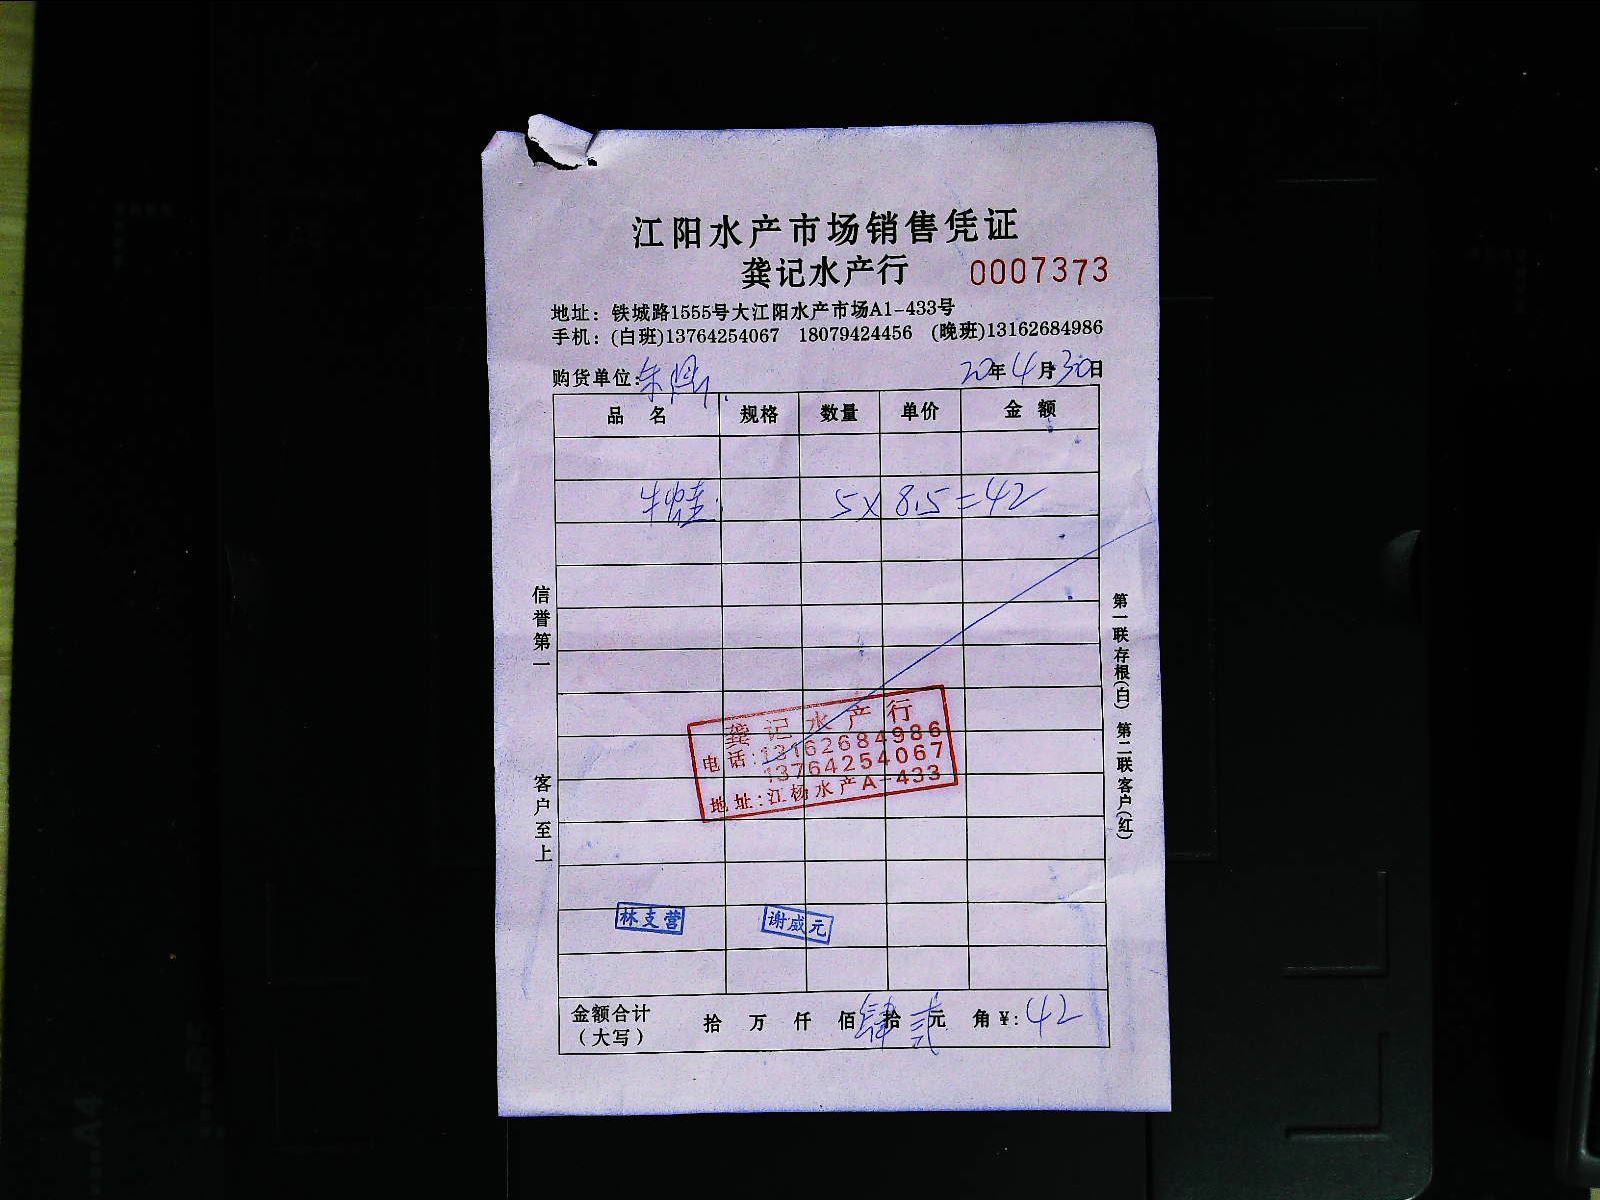 江阳水产市场销售凭证
龚记水产行 0007373
地址：铁城路1555号大江阳水产市场A1-433号
手机：(白班)13764254067 18079424456 (晚班)13162684986
购货单位: 20年4月30日
品名 规格 数量 单价 金额
牛蛙 5×8.5=42
信誉第一 客户至上
第一联存根(白) 第二联客户(红)
龚记水产行
电话:13162684986
13764254067
地址:江杨水产A-433
林支营 谢威元
金额合计(大写) 拾 万 仟 佰 肆拾 贰元 角 ¥:42